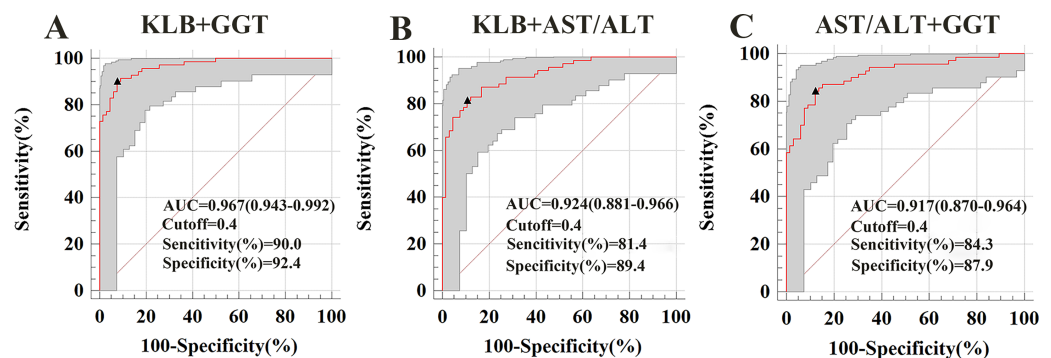 A KLB+GGT
100
80
60
40
20
0
Sensitivity(%)
AUC=0.967(0.943-0.992)
Cutoff=0.4
Sencitivity(%)=90.0
Specificity(%)=92.4
0 20 40 60 80 100
100-Specificity(%)
B KLB+AST/ALT
100
80
60
40
20
0
Sensitivity(%)
AUC=0.924(0.881-0.966)
Cutoff=0.4
Sencitivity(%)=81.4
Specificity(%)=89.4
0 20 40 60 80 100
100-Specificity(%)
C AST/ALT+GGT
100
80
60
40
20
0
Sensitivity(%)
AUC=0.917(0.870-0.964)
Cutoff=0.4
Sencitivity(%)=84.3
Specificity(%)=87.9
0 20 40 60 80 100
100-Specificity(%)